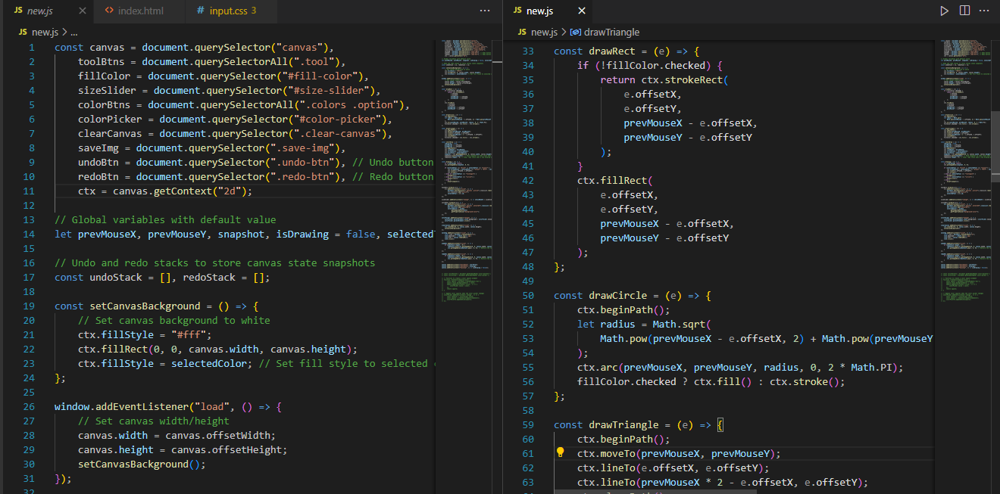 JS new.js × <> index.html # input.css 3 ...
JS new.js > ...
1 const canvas = document.querySelector("canvas"),
2 toolBtns = document.querySelectorAll(".tool"),
3 fillColor = document.querySelector("#fill-color"),
4 sizeSlider = document.querySelector("#size-slider"),
5 colorBtns = document.querySelectorAll(".colors .option"),
6 colorPicker = document.querySelector("#color-picker"),
7 clearCanvas = document.querySelector(".clear-canvas"),
8 saveImg = document.querySelector(".save-img"),
9 undoBtn = document.querySelector(".undo-btn"), // Undo button
10 redoBtn = document.querySelector(".redo-btn"), // Redo button
11 ctx = canvas.getContext("2d");
12
13 // Global variables with default value
14 let prevMouseX, prevMouseY, snapshot, isDrawing = false, selected
15
16 // Undo and redo stacks to store canvas state snapshots
17 const undoStack = [], redoStack = [];
18
19 const setCanvasBackground = () => {
20 // Set canvas background to white
21 ctx.fillStyle = "#fff";
22 ctx.fillRect(0, 0, canvas.width, canvas.height);
23 ctx.fillStyle = selectedColor; // Set fill style to selected
24 };
25
26 window.addEventListener("load", () => {
27 // Set canvas width/height
28 canvas.width = canvas.offsetWidth;
29 canvas.height = canvas.offsetHeight;
30 setCanvasBackground();
31 });
32
JS new.js × ...
JS new.js > drawTriangle
33 const drawRect = (e) => {
34 if (!fillColor.checked) {
35 return ctx.strokeRect(
36 e.offsetX,
37 e.offsetY,
38 prevMouseX - e.offsetX,
39 prevMouseY - e.offsetY
40 );
41 }
42 ctx.fillRect(
43 e.offsetX,
44 e.offsetY,
45 prevMouseX - e.offsetX,
46 prevMouseY - e.offsetY
47 );
48 };
49
50 const drawCircle = (e) => {
51 ctx.beginPath();
52 let radius = Math.sqrt(
53 Math.pow(prevMouseX - e.offsetX, 2) + Math.pow(prevMouseY
54 );
55 ctx.arc(prevMouseX, prevMouseY, radius, 0, 2 * Math.PI);
56 fillColor.checked ? ctx.fill() : ctx.stroke();
57 };
58
59 const drawTriangle = (e) => {
60 ctx.beginPath();
61 ctx.moveTo(prevMouseX, prevMouseY);
62 ctx.lineTo(e.offsetX, e.offsetY);
63 ctx.lineTo(prevMouseX * 2 - e.offsetX, e.offsetY);